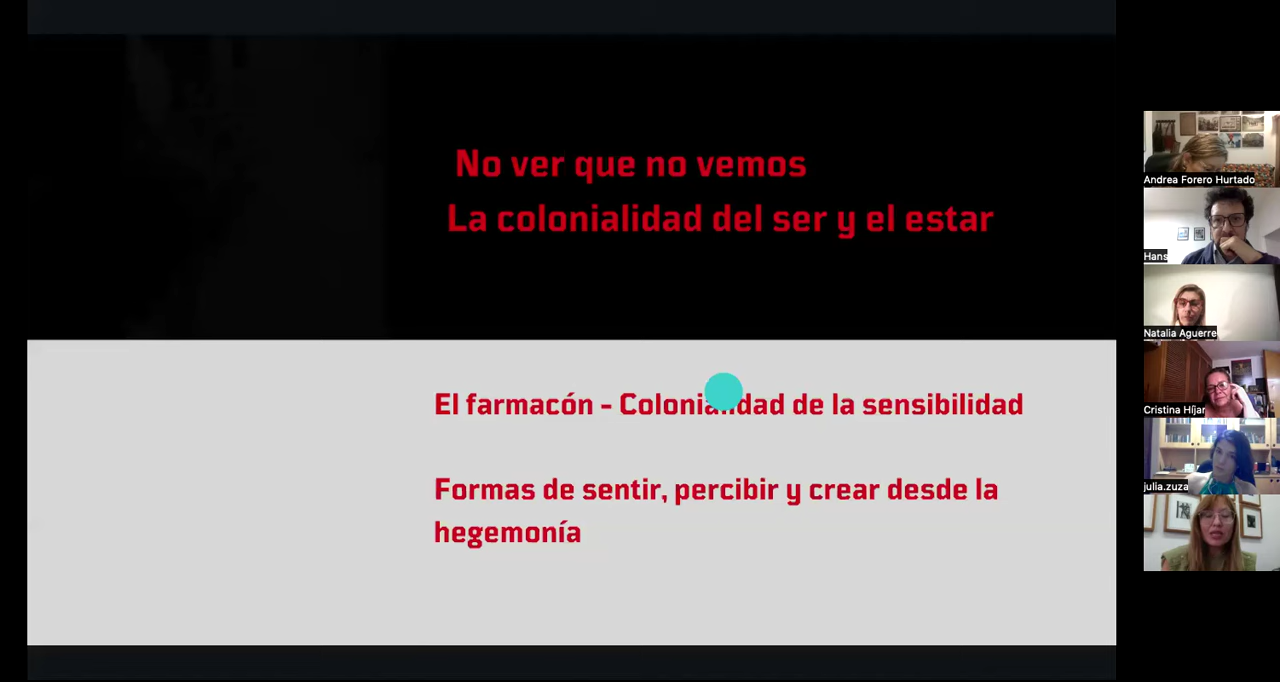 No ver que no vemos
La colonialidad del ser y el estar
El farmacón - Colonialidad de la sensibilidad
Formas de sentir, percibir y crear desde la
hegemonía
Andrea Forero Hurtado
Hans
Natalia Aguerre
Cristina Híjar
julia.zuza